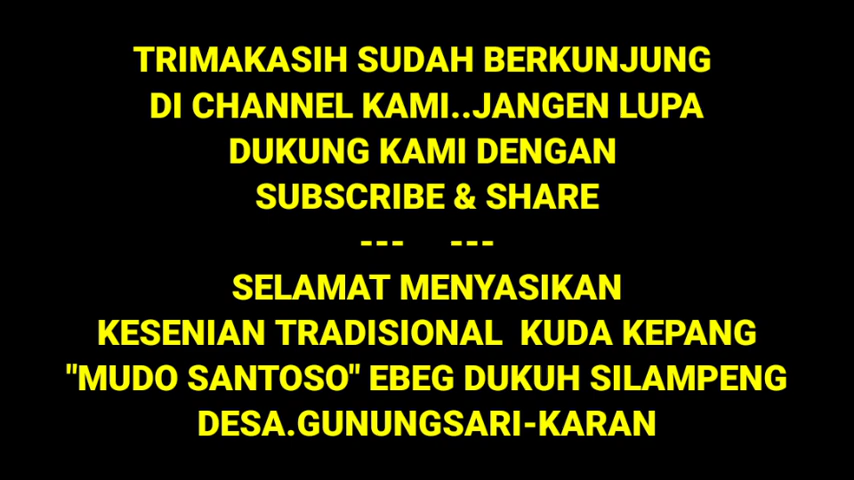 TRIMAKASIH SUDAH BERKUNJUNG
DI CHANNEL KAMI..JANGEN LUPA
DUKUNG KAMI DENGAN
SUBSCRIBE & SHARE
--- ---
SELAMAT MENYASIKAN
KESENIAN TRADISIONAL KUDA KEPANG
"MUDO SANTOSO" EBEG DUKUH SILAMPENG
DESA.GUNUNGSARI-KARAN